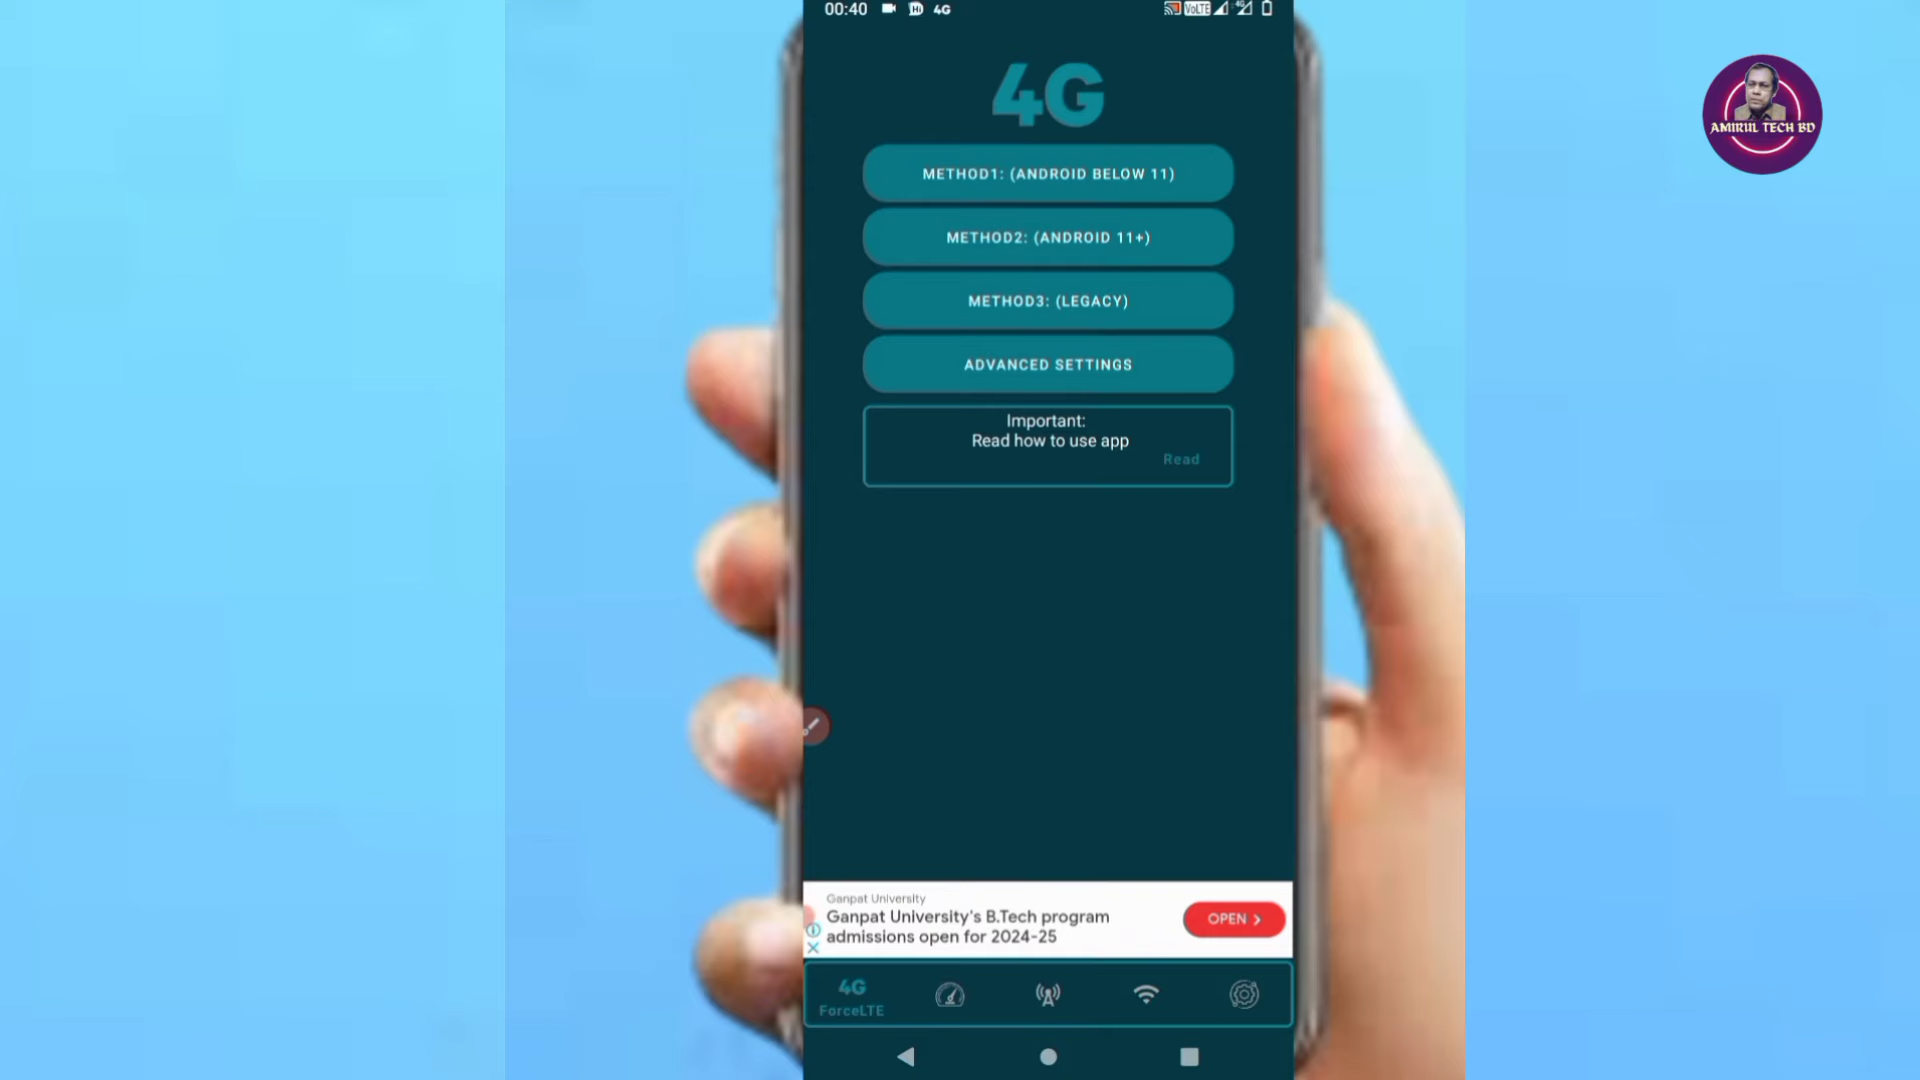 00:40 4G VoLTE 4G
AMIRUL TECH BD
4G
METHOD1: (ANDROID BELOW 11)
METHOD2: (ANDROID 11+)
METHOD3: (LEGACY)
ADVANCED SETTINGS
Important:
Read how to use app
Read
Ganpat University
Ganpat University's B.Tech program
admissions open for 2024-25
OPEN
4G
ForceLTE